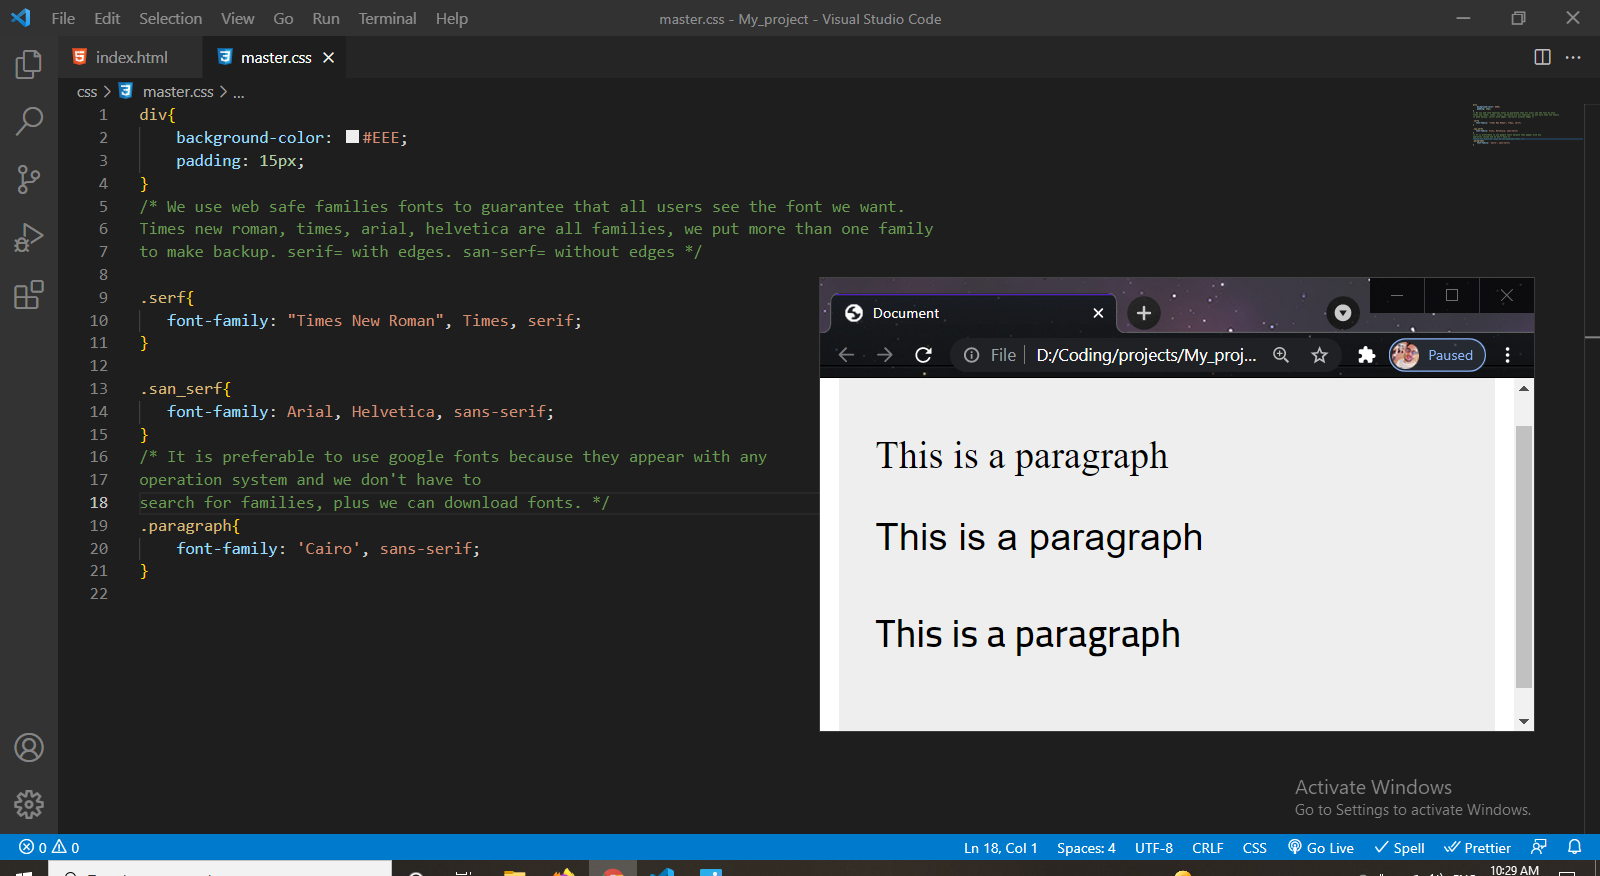 File Edit Selection View Go Run Terminal Help master.css - My_project - Visual Studio Code
index.html master.css
css > master.css > ...
1 div{
2 background-color: #EEE;
3 padding: 15px;
4 }
5 /* We use web safe families fonts to guarantee that all users see the font we want.
6 Times new roman, times, arial, helvetica are all families, we put more than one family
7 to make backup. serif= with edges. san-serf= without edges */
8
9 .serf{
10 font-family: "Times New Roman", Times, serif;
11 }
12
13 .san_serf{
14 font-family: Arial, Helvetica, sans-serif;
15 }
16 /* It is preferable to use google fonts because they appear with any
17 operation system and we don't have to
18 search for families, plus we can download fonts. */
19 .paragraph{
20 font-family: 'Cairo', sans-serif;
21 }
22
Document
File D:/Coding/projects/My_proj... Paused
This is a paragraph
This is a paragraph
This is a paragraph
Activate Windows
Go to Settings to activate Windows.
0 0 Ln 18, Col 1 Spaces: 4 UTF-8 CRLF CSS Go Live Spell Prettier
10:29 AM